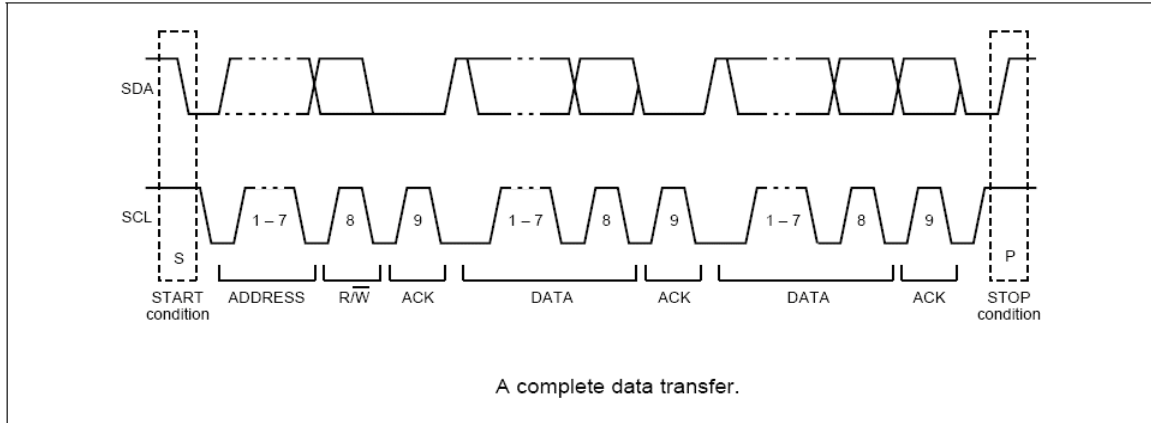 SDA
SCL
1 – 7 8 9 1 – 7 8 9 1 – 7 8 9
S P
START condition ADDRESS R/W̅ ACK DATA ACK DATA ACK STOP condition
A complete data transfer.